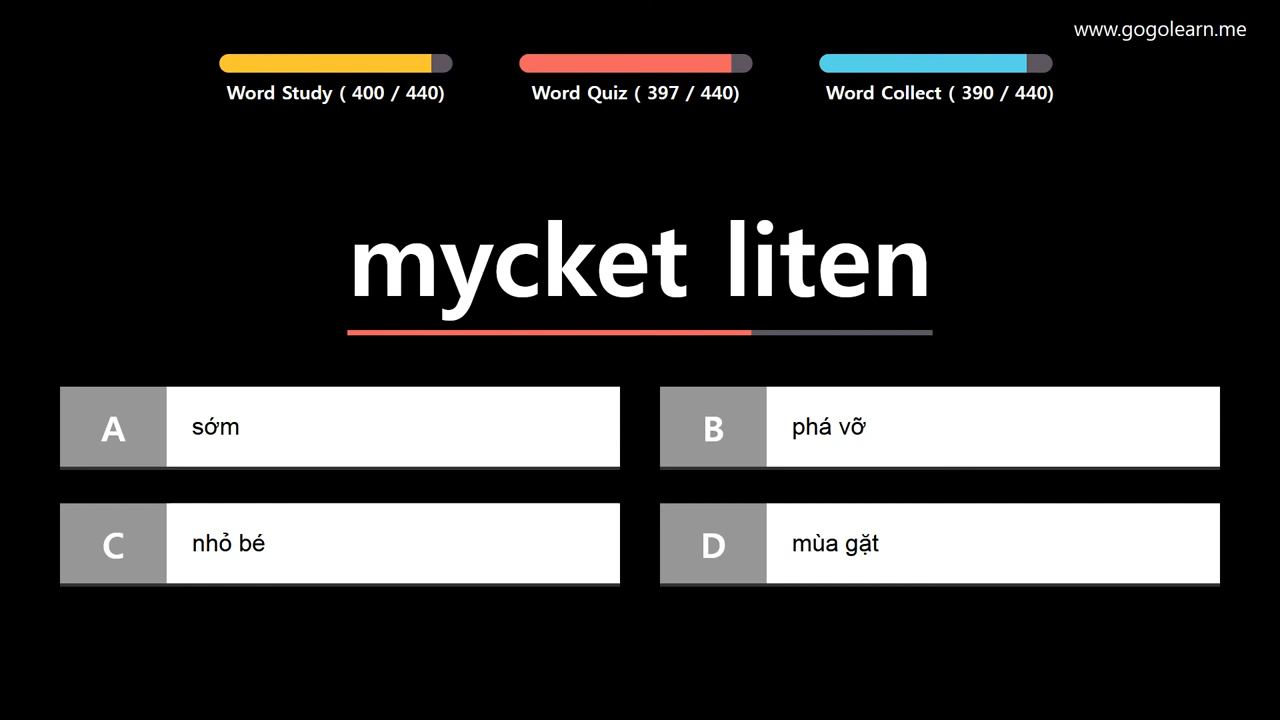 www.gogolearn.me
Word Study ( 400 / 440)
Word Quiz ( 397 / 440)
Word Collect ( 390 / 440)
mycket liten
A sớm
B phá vỡ
C nhỏ bé
D mùa gặt